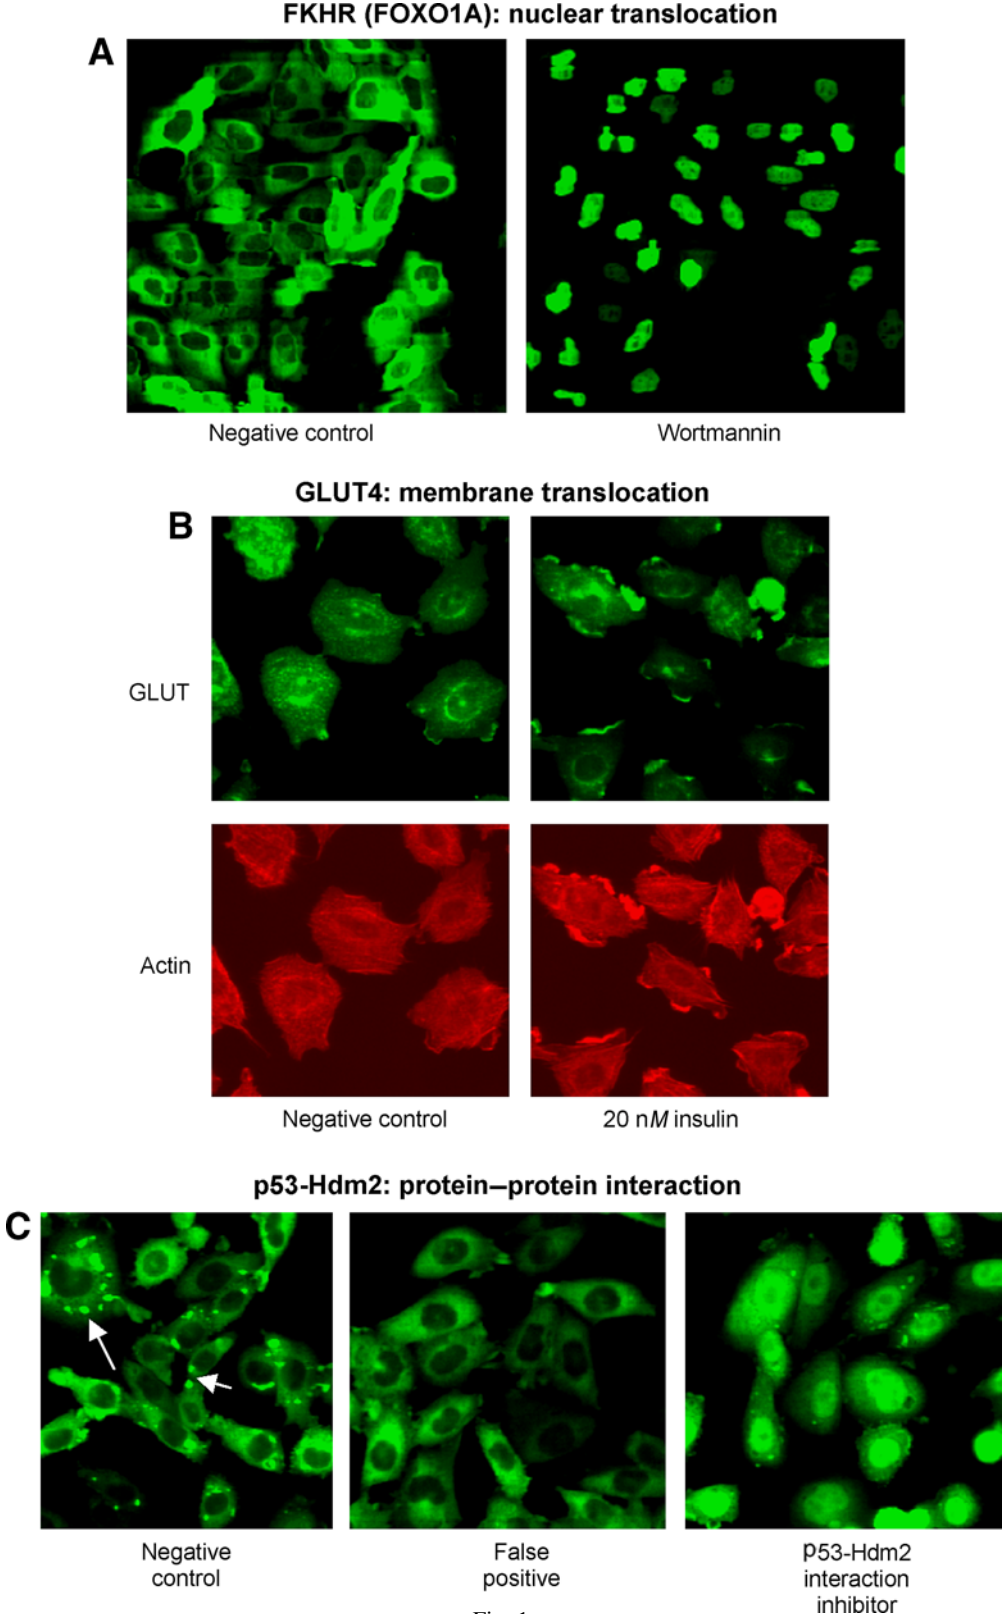 FKHR (FOXO1A): nuclear translocation
A
Negative control
Wortmannin
GLUT4: membrane translocation
B
GLUT
Actin
Negative control
20 nM insulin
p53-Hdm2: protein–protein interaction
C
Negative
control
False
positive
p53-Hdm2
interaction
inhibitor